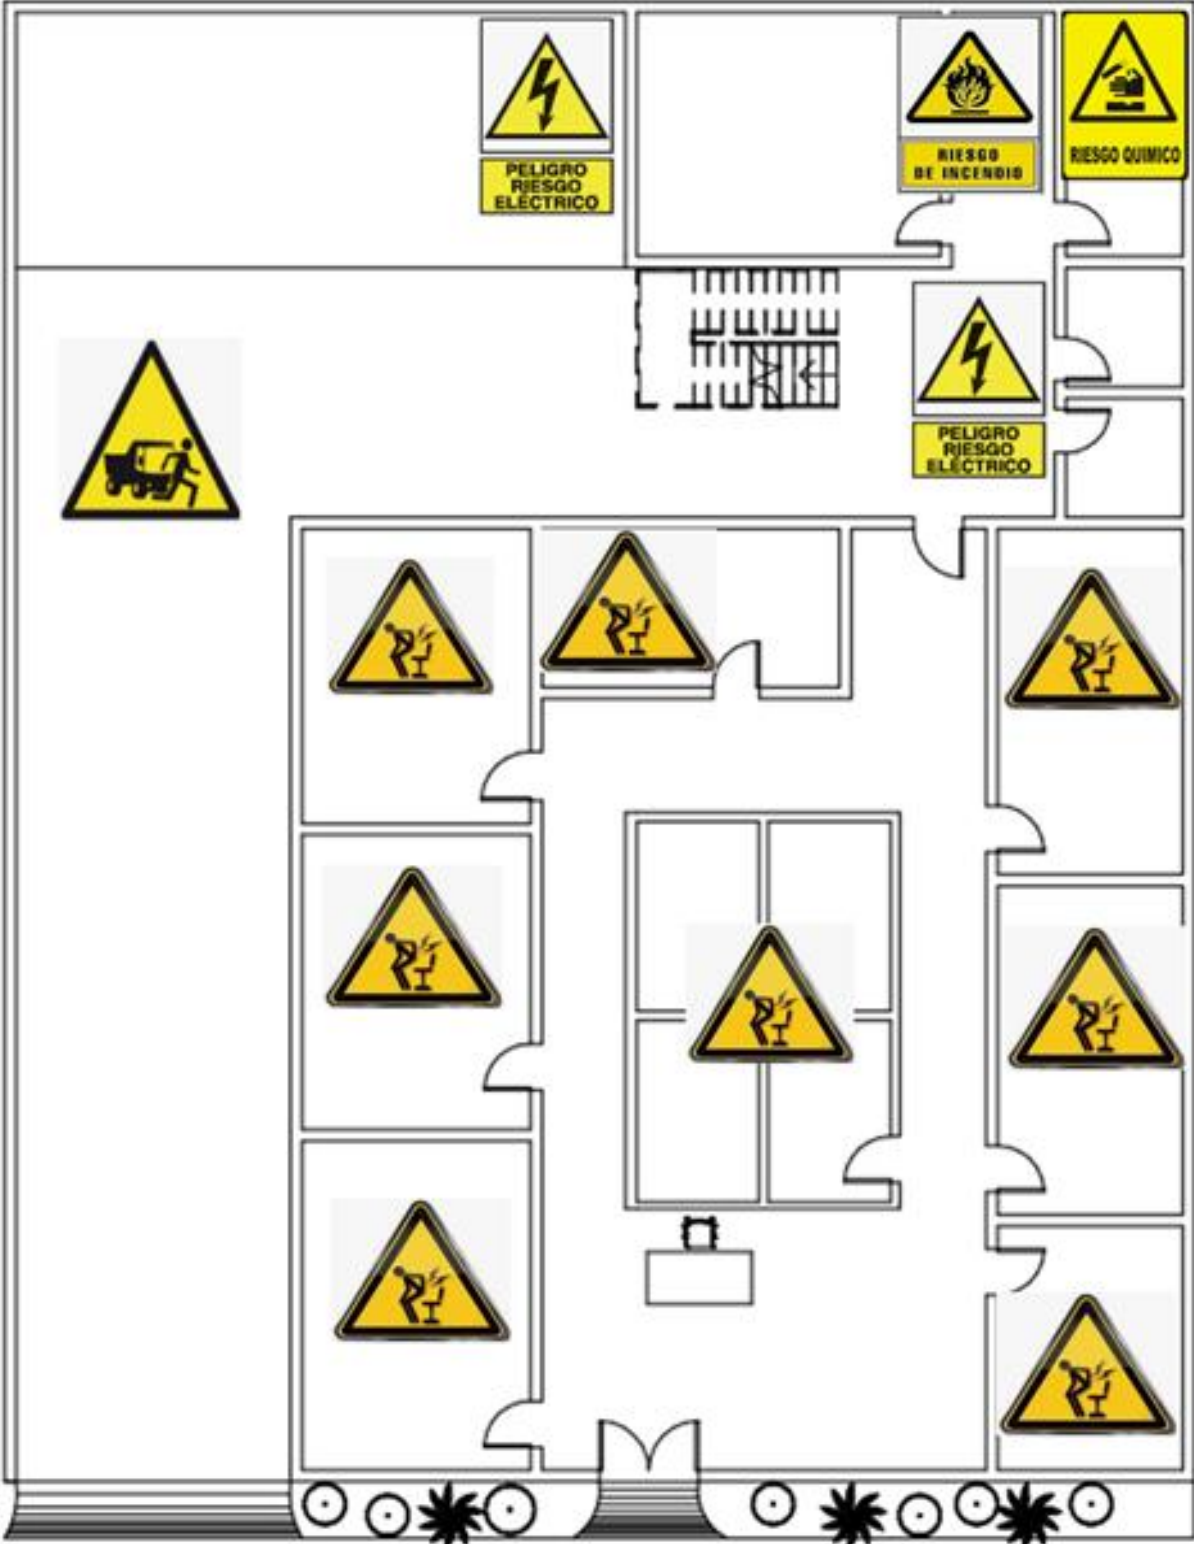 PELIGRO
RIESGO
ELÉCTRICO
RIESGO
DE INCENDIO
RIESGO QUIMICO
PELIGRO
RIESGO
ELÉCTRICO